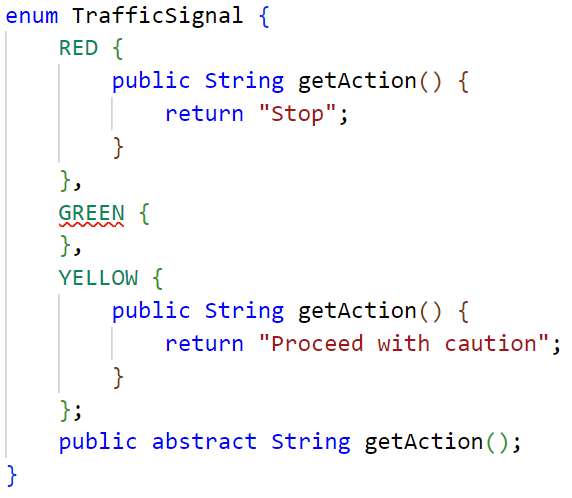 enum TrafficSignal {
    RED {
        public String getAction() {
            return "Stop";
        }
    },
    GREEN {
    },
    YELLOW {
        public String getAction() {
            return "Proceed with caution";
        }
    };
    public abstract String getAction();
}